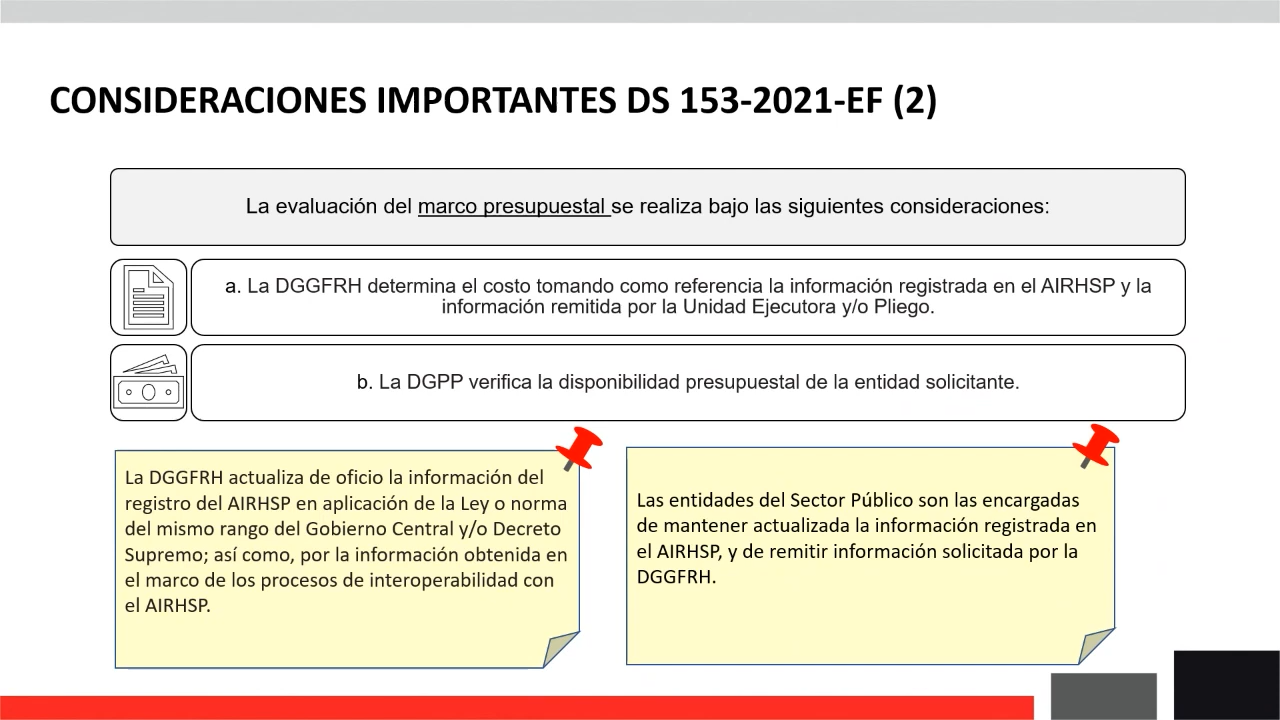 CONSIDERACIONES IMPORTANTES DS 153-2021-EF (2)
La evaluación del marco presupuestal se realiza bajo las siguientes consideraciones:
a. La DGGFRH determina el costo tomando como referencia la información registrada en el AIRHSP y la
información remitida por la Unidad Ejecutora y/o Pliego.
b. La DGPP verifica la disponibilidad presupuestal de la entidad solicitante.
La DGGFRH actualiza de oficio la información del
registro del AIRHSP en aplicación de la Ley o norma
del mismo rango del Gobierno Central y/o Decreto
Supremo; así como, por la información obtenida en
el marco de los procesos de interoperabilidad con
el AIRHSP.
Las entidades del Sector Público son las encargadas
de mantener actualizada la información registrada en
el AIRHSP, y de remitir información solicitada por la
DGGFRH.